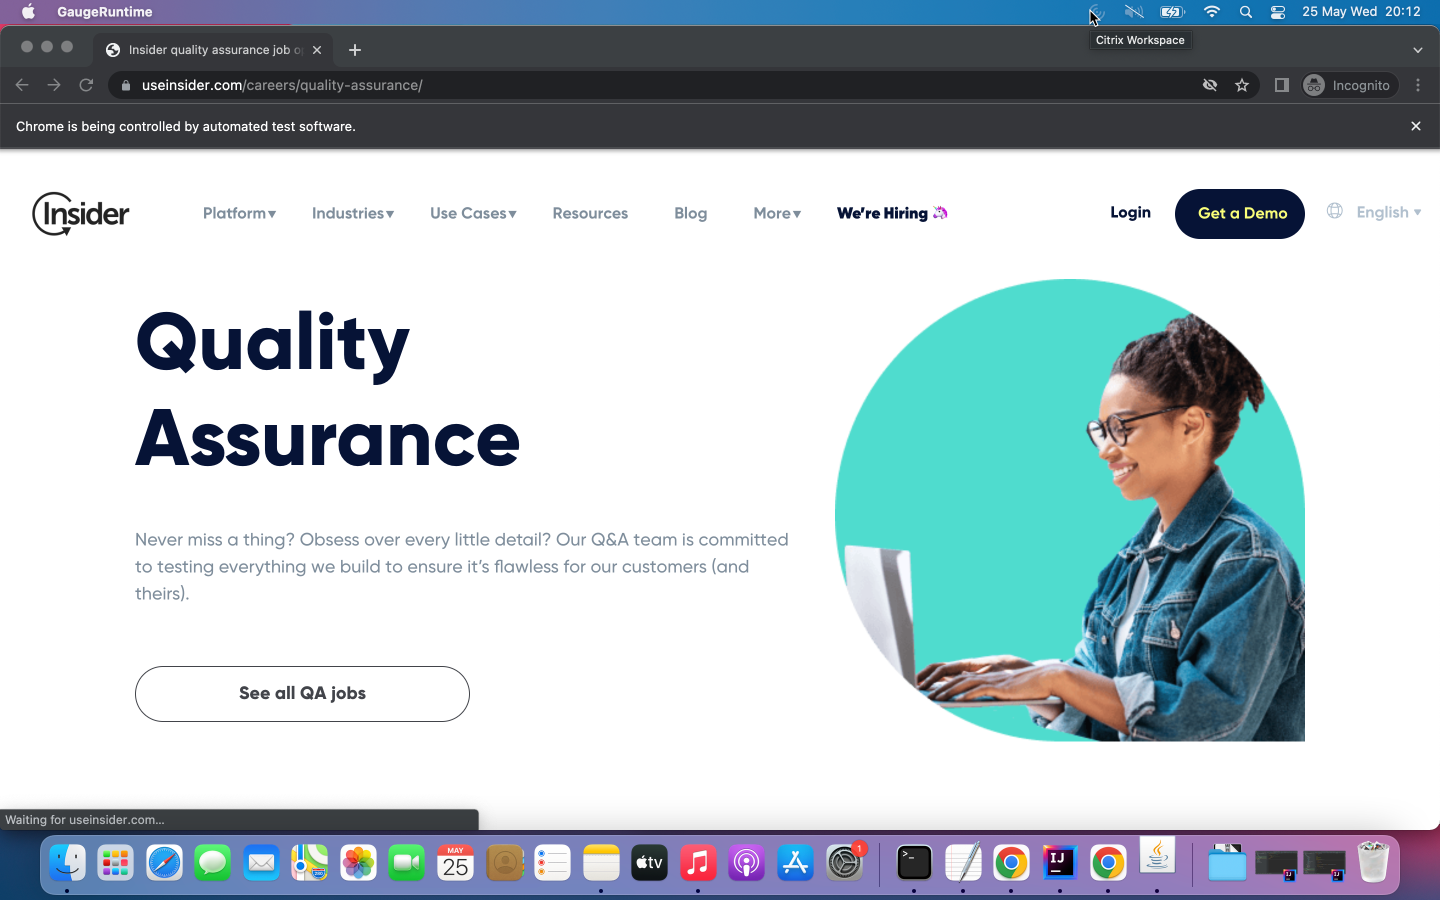 GaugeRuntime
25 May Wed 20:12
Citrix Workspace
Insider quality assurance job o
useinsider.com/careers/quality-assurance/
Incognito
Chrome is being controlled by automated test software.
Insider
Platform▾
Industries▾
Use Cases▾
Resources
Blog
More▾
We're Hiring 🦄
Login
Get a Demo
English ▾
Quality
Assurance
Never miss a thing? Obsess over every little detail? Our Q&A team is committed
to testing everything we build to ensure it's flawless for our customers (and
theirs).
See all QA jobs
Waiting for useinsider.com...
MAY
25
tv
1
>_
IJ
IJ
IJ